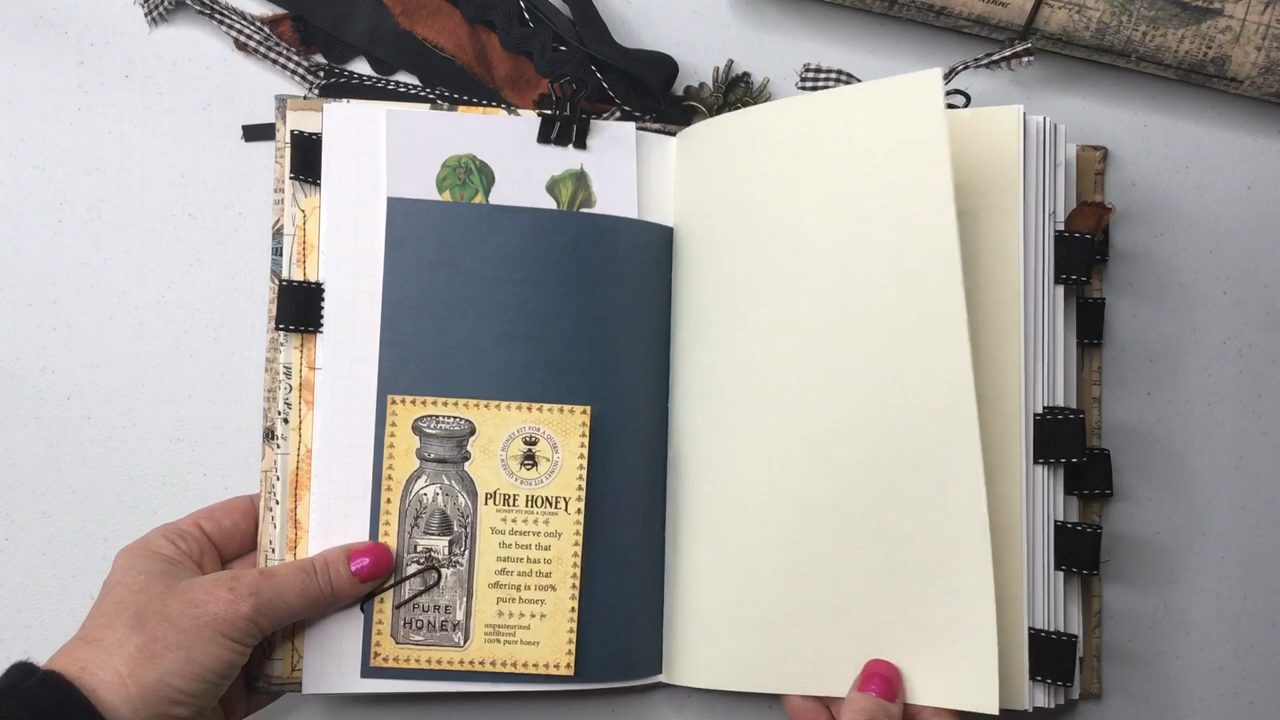 HONEY FIT FOR A QUEEN • HONEY FIT FOR A QUEEN •
PURE HONEY
HONEY FIT FOR A QUEEN
You deserve only
the best that
nature has to
offer and that
offering is 100%
pure honey.
unpasteurized
unfiltered
100% pure honey
PURE
HONEY